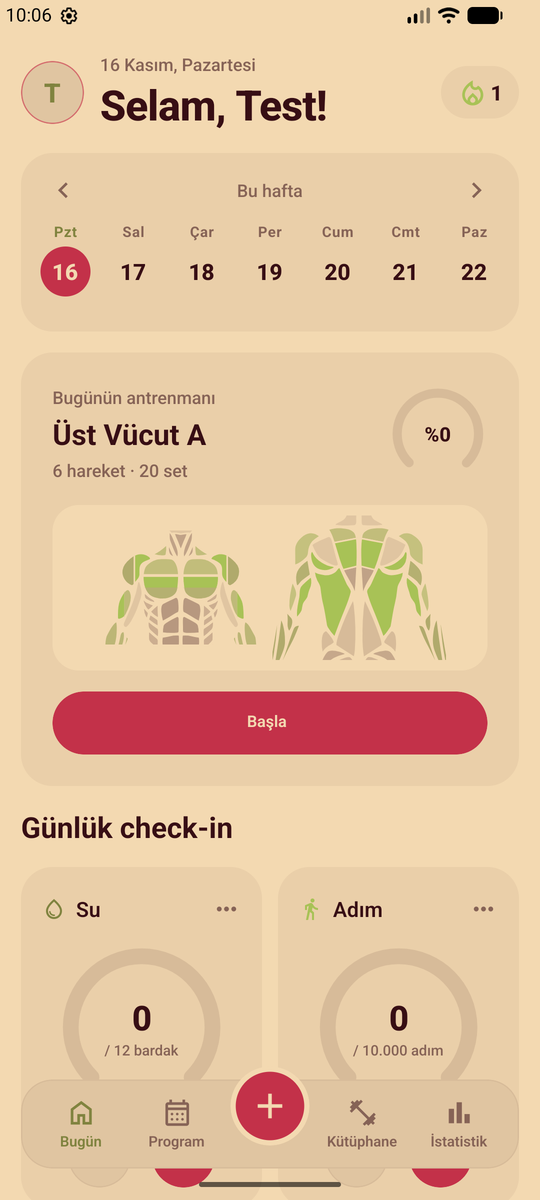 10:06
16 Kasım, Pazartesi
T
Selam, Test!
1
Bu hafta
Pzt Sal Çar Per Cum Cmt Paz
16 17 18 19 20 21 22
Bugünün antrenmanı
Üst Vücut A
%0
6 hareket · 20 set
Başla
Günlük check-in
Su
Adım
0
/ 12 bardak
0
/ 10.000 adım
Bugün Program Kütüphane İstatistik